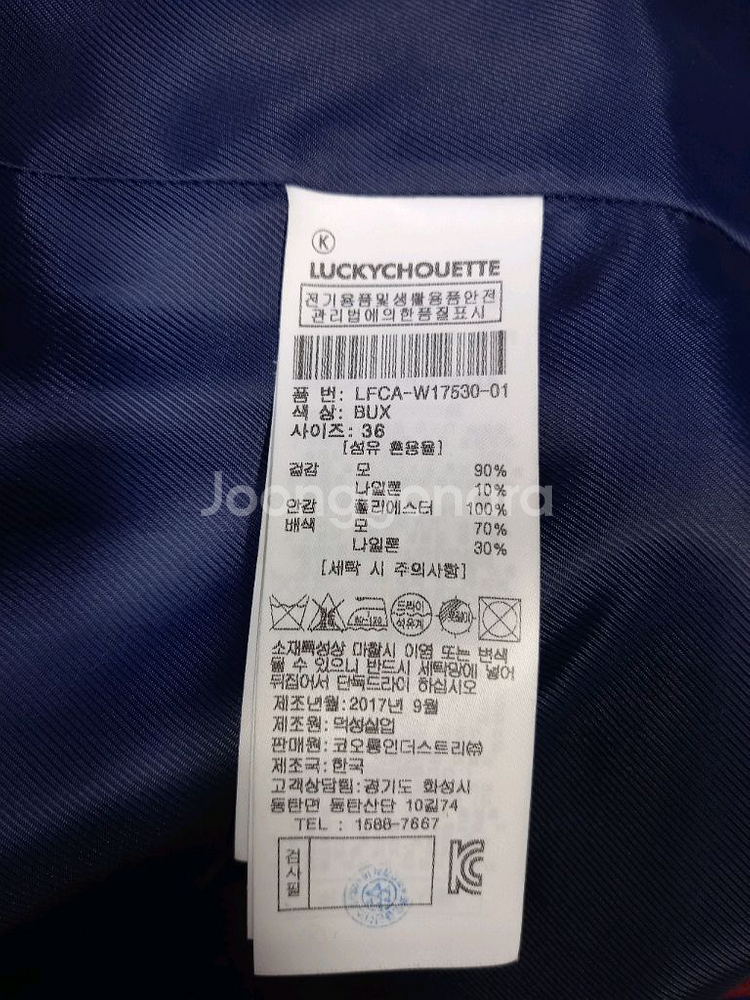 K
LUCKYCHOUETTE
전기용품및생활용품안전
관리법에의한품질표시
품 번: LFCA-W17530-01
색 상: BUX
사이즈: 36
[섬유 혼용율]
겉감 모 90%
나일론 10%
안감 폴리에스터 100%
배색 모 70%
나일론 30%
[세탁 시 주의사항]
드라이
석유계
소재특성상 마찰시 이염 또는 변색
될 수 있으니 반드시 세탁망에 넣어
뒤집어서 단독드라이 하십시오
제조년월: 2017년 9월
제조원: 덕성실업
판매원: 코오롱인더스트리㈜
제조국: 한국
고객상담팀: 경기도 화성시
동탄면 동탄산단 10길74
TEL : 1588-7667
검사필
KC
Joonggonara